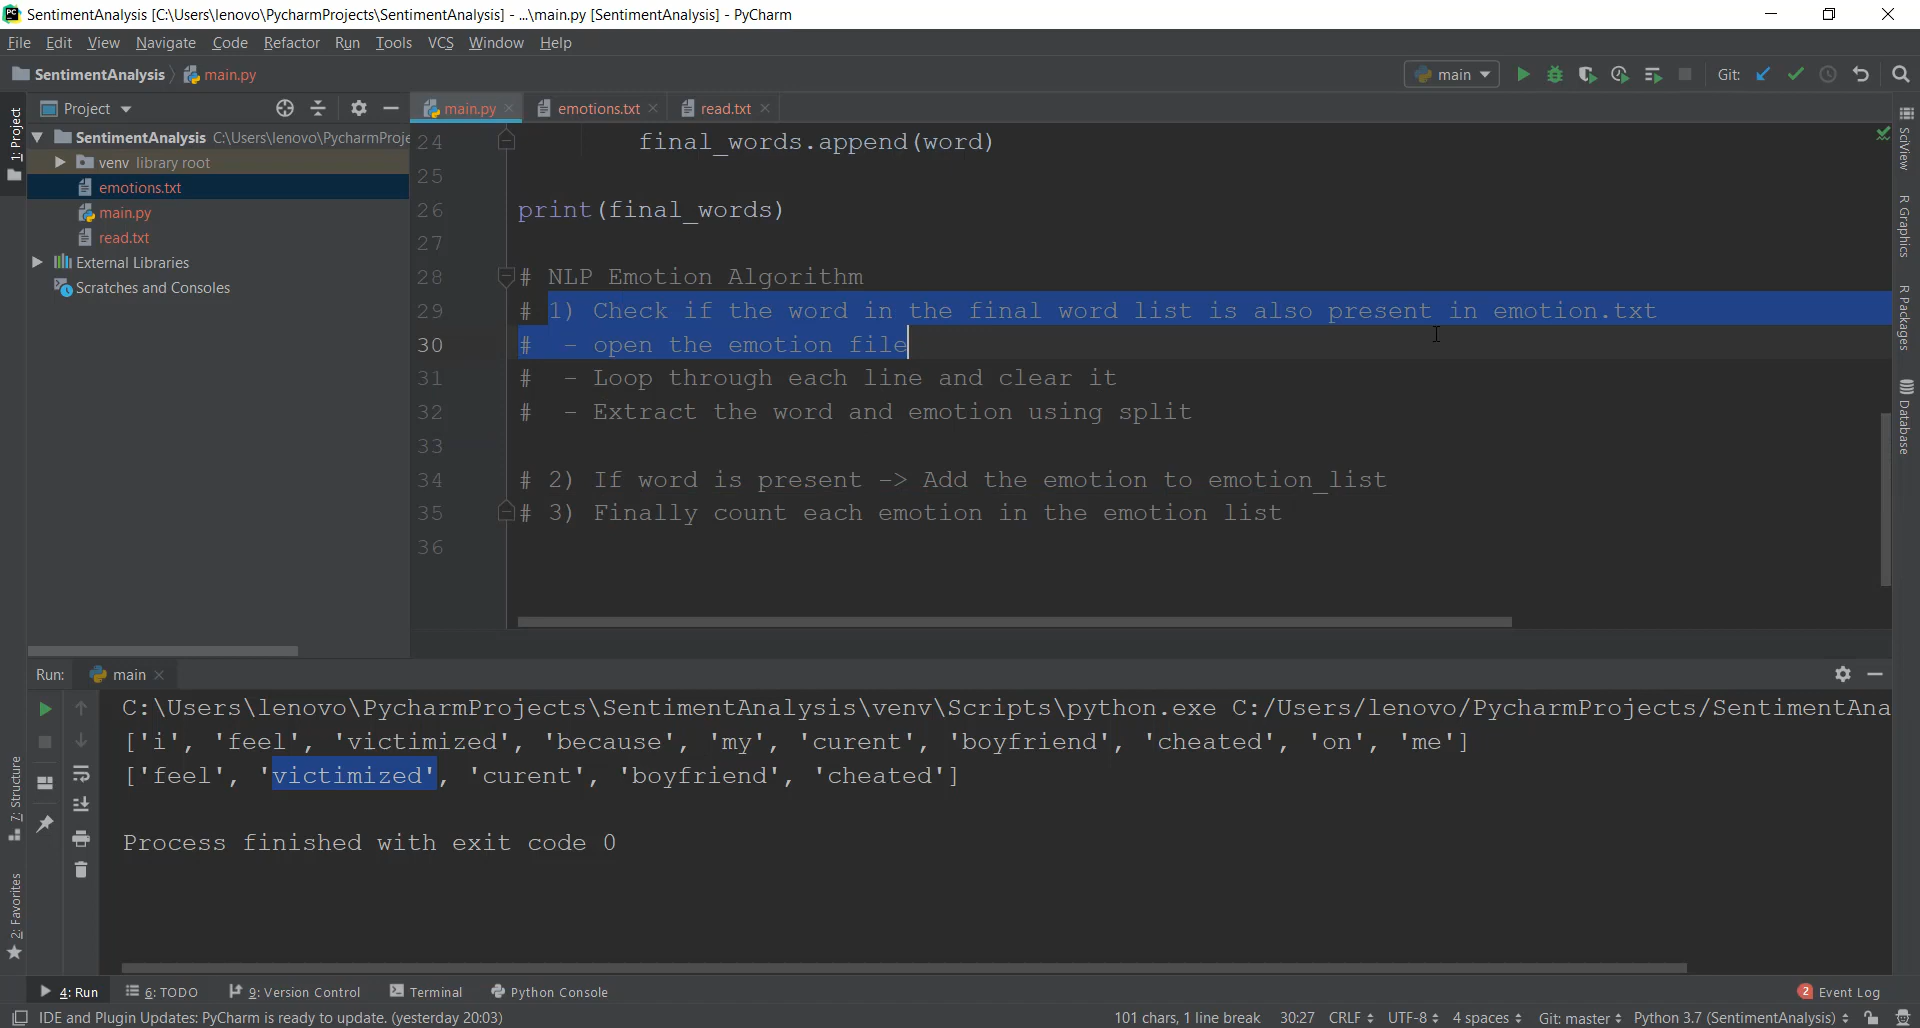 SentimentAnalysis [C:\Users\lenovo\PycharmProjects\SentimentAnalysis] - ...\main.py [SentimentAnalysis] - PyCharm
File Edit View Navigate Code Refactor Run Tools VCS Window Help
SentimentAnalysis main.py main Git:
1: Project
Project
main.py emotions.txt read.txt
SentimentAnalysis C:\Users\lenovo\PycharmProje
venv library root
emotions.txt
main.py
read.txt
External Libraries
Scratches and Consoles
24 final_words.append(word)
25
26 print(final_words)
27
28 # NLP Emotion Algorithm
29 # 1) Check if the word in the final word list is also present in emotion.txt
30 #  - open the emotion file
31 #  - Loop through each line and clear it
32 #  - Extract the word and emotion using split
33
34 # 2) If word is present -> Add the emotion to emotion_list
35 # 3) Finally count each emotion in the emotion list
36
SciView
R Graphics
R Packages
Database
Run: main
C:\Users\lenovo\PycharmProjects\SentimentAnalysis\venv\Scripts\python.exe C:/Users/lenovo/PycharmProjects/SentimentAna
['i', 'feel', 'victimized', 'because', 'my', 'curent', 'boyfriend', 'cheated', 'on', 'me']
['feel', 'victimized', 'curent', 'boyfriend', 'cheated']
Process finished with exit code 0
7: Structure
2: Favorites
4: Run 6: TODO 9: Version Control Terminal Python Console 2 Event Log
IDE and Plugin Updates: PyCharm is ready to update. (yesterday 20:03) 101 chars, 1 line break 30:27 CRLF UTF-8 4 spaces Git: master Python 3.7 (SentimentAnalysis)